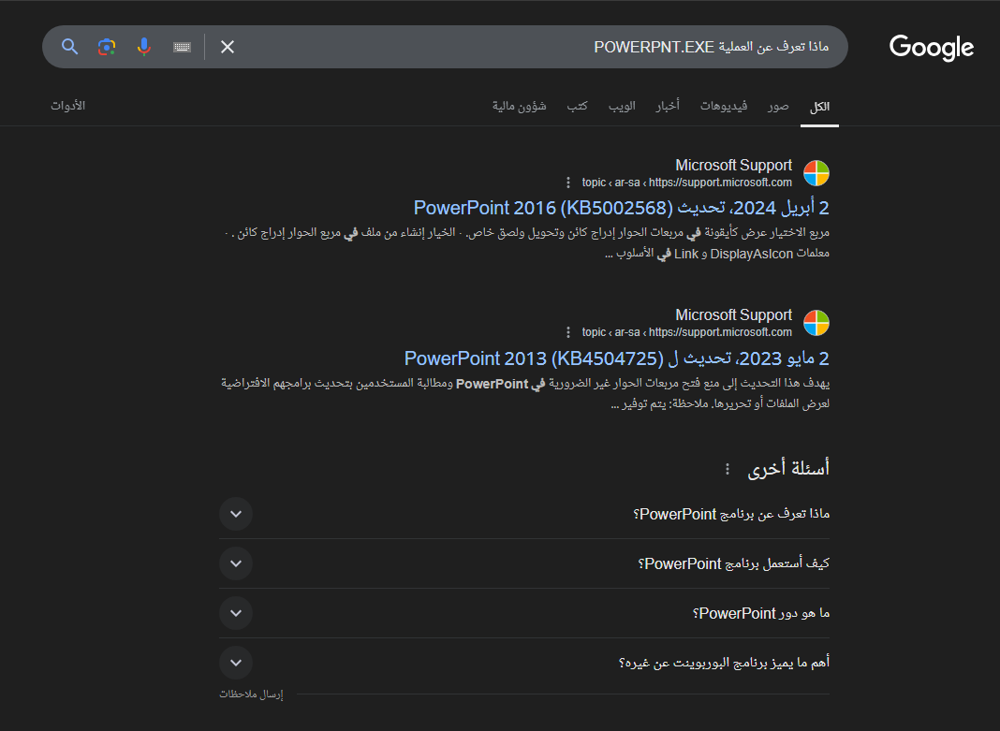 ماذا تعرف عن العملية POWERPNT.EXE
Google
الكل
صور
فيديوهات
أخبار
الويب
كتب
شؤون مالية
الأدوات
Microsoft Support
https://support.microsoft.com › ar-sa › topic
2 أبريل 2024، تحديث PowerPoint 2016 (KB5002568)
مربع الاختيار عرض كأيقونة في مربعات الحوار إدراج كائن وتحويل ولصق خاص. · الخيار إنشاء من ملف في مربع الحوار إدراج كائن . ·
معلمات DisplayAsIcon و Link في الأسلوب ...
Microsoft Support
https://support.microsoft.com › ar-sa › topic
2 مايو 2023، تحديث ل PowerPoint 2013 (KB4504725)
يهدف هذا التحديث إلى منع فتح مربعات الحوار غير الضرورية في PowerPoint ومطالبة المستخدمين بتحديث برامجهم الافتراضية
لعرض الملفات أو تحريرها. ملاحظة: يتم توفير ...
أسئلة أخرى
ماذا تعرف عن برنامج PowerPoint؟
كيف أستعمل برنامج PowerPoint؟
ما هو دور PowerPoint؟
أهم ما يميز برنامج البوربوينت عن غيره؟
إرسال ملاحظات